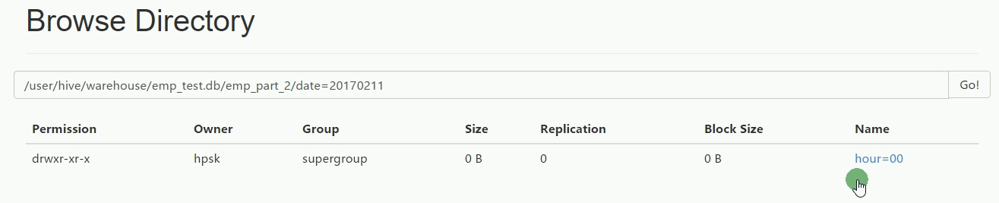 Browse Directory
/user/hive/warehouse/emp_test.db/emp_part_2/date=20170211 Go!
Permission Owner Group Size Replication Block Size Name
drwxr-xr-x hpsk supergroup 0 B 0 0 B hour=00